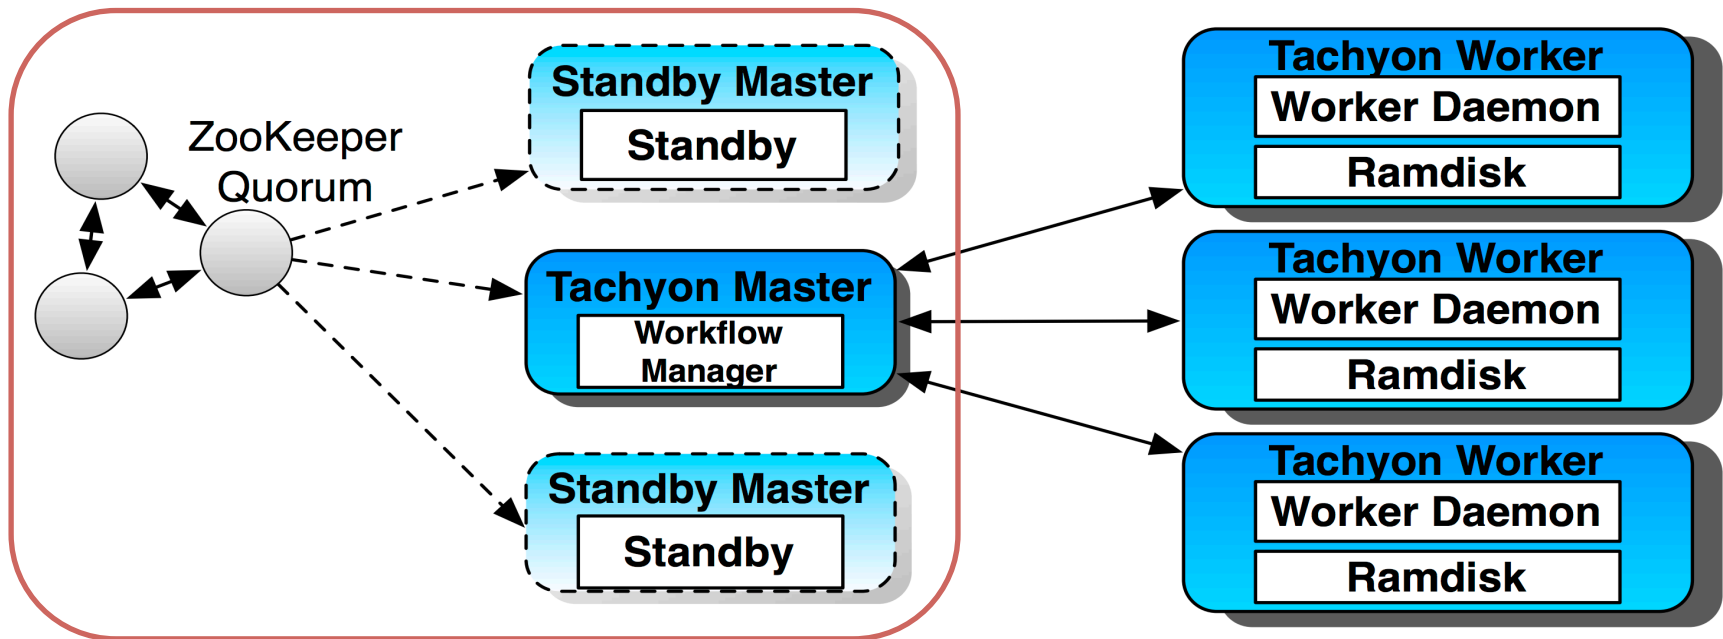 ZooKeeper
Quorum
Standby Master
Standby
Tachyon Master
Workflow
Manager
Standby Master
Standby
Tachyon Worker
Worker Daemon
Ramdisk
Tachyon Worker
Worker Daemon
Ramdisk
Tachyon Worker
Worker Daemon
Ramdisk